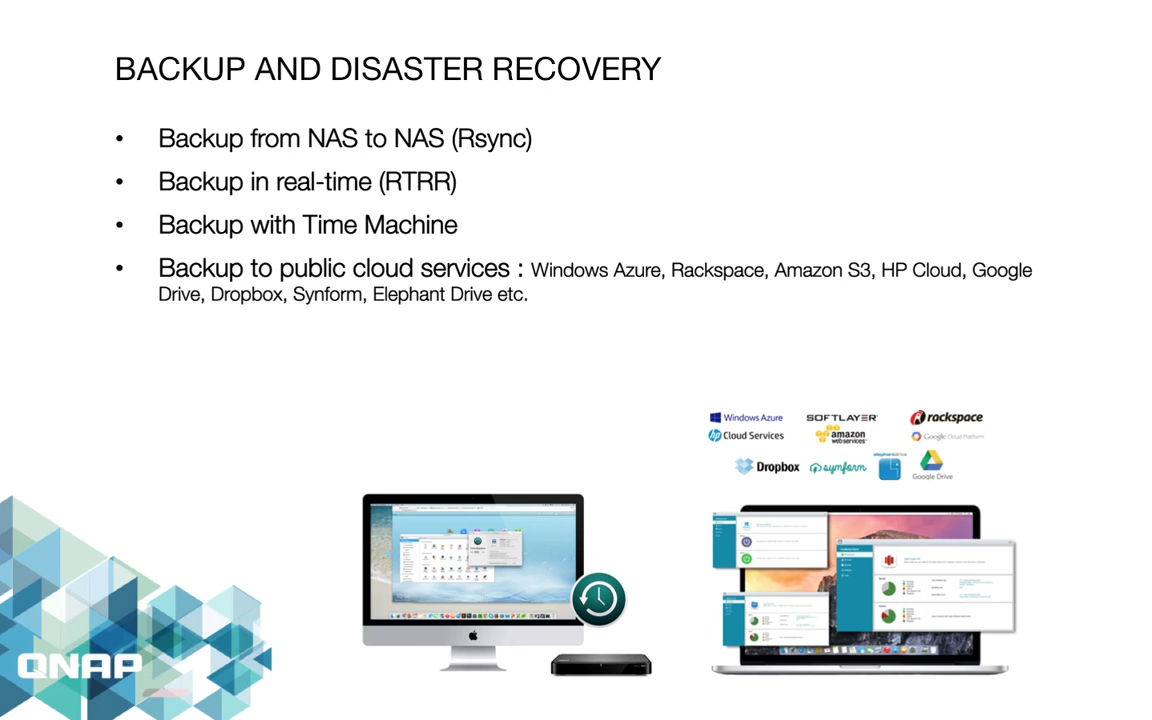 BACKUP AND DISASTER RECOVERY
• Backup from NAS to NAS (Rsync)
• Backup in real-time (RTRR)
• Backup with Time Machine
• Backup to public cloud services : Windows Azure, Rackspace, Amazon S3, HP Cloud, Google
Drive, Dropbox, Synform, Elephant Drive etc.
Windows Azure SOFTLAYER rackspace
hp Cloud Services amazon web services Google Cloud Platform
Dropbox symform elephantdrive Google Drive
QNAP